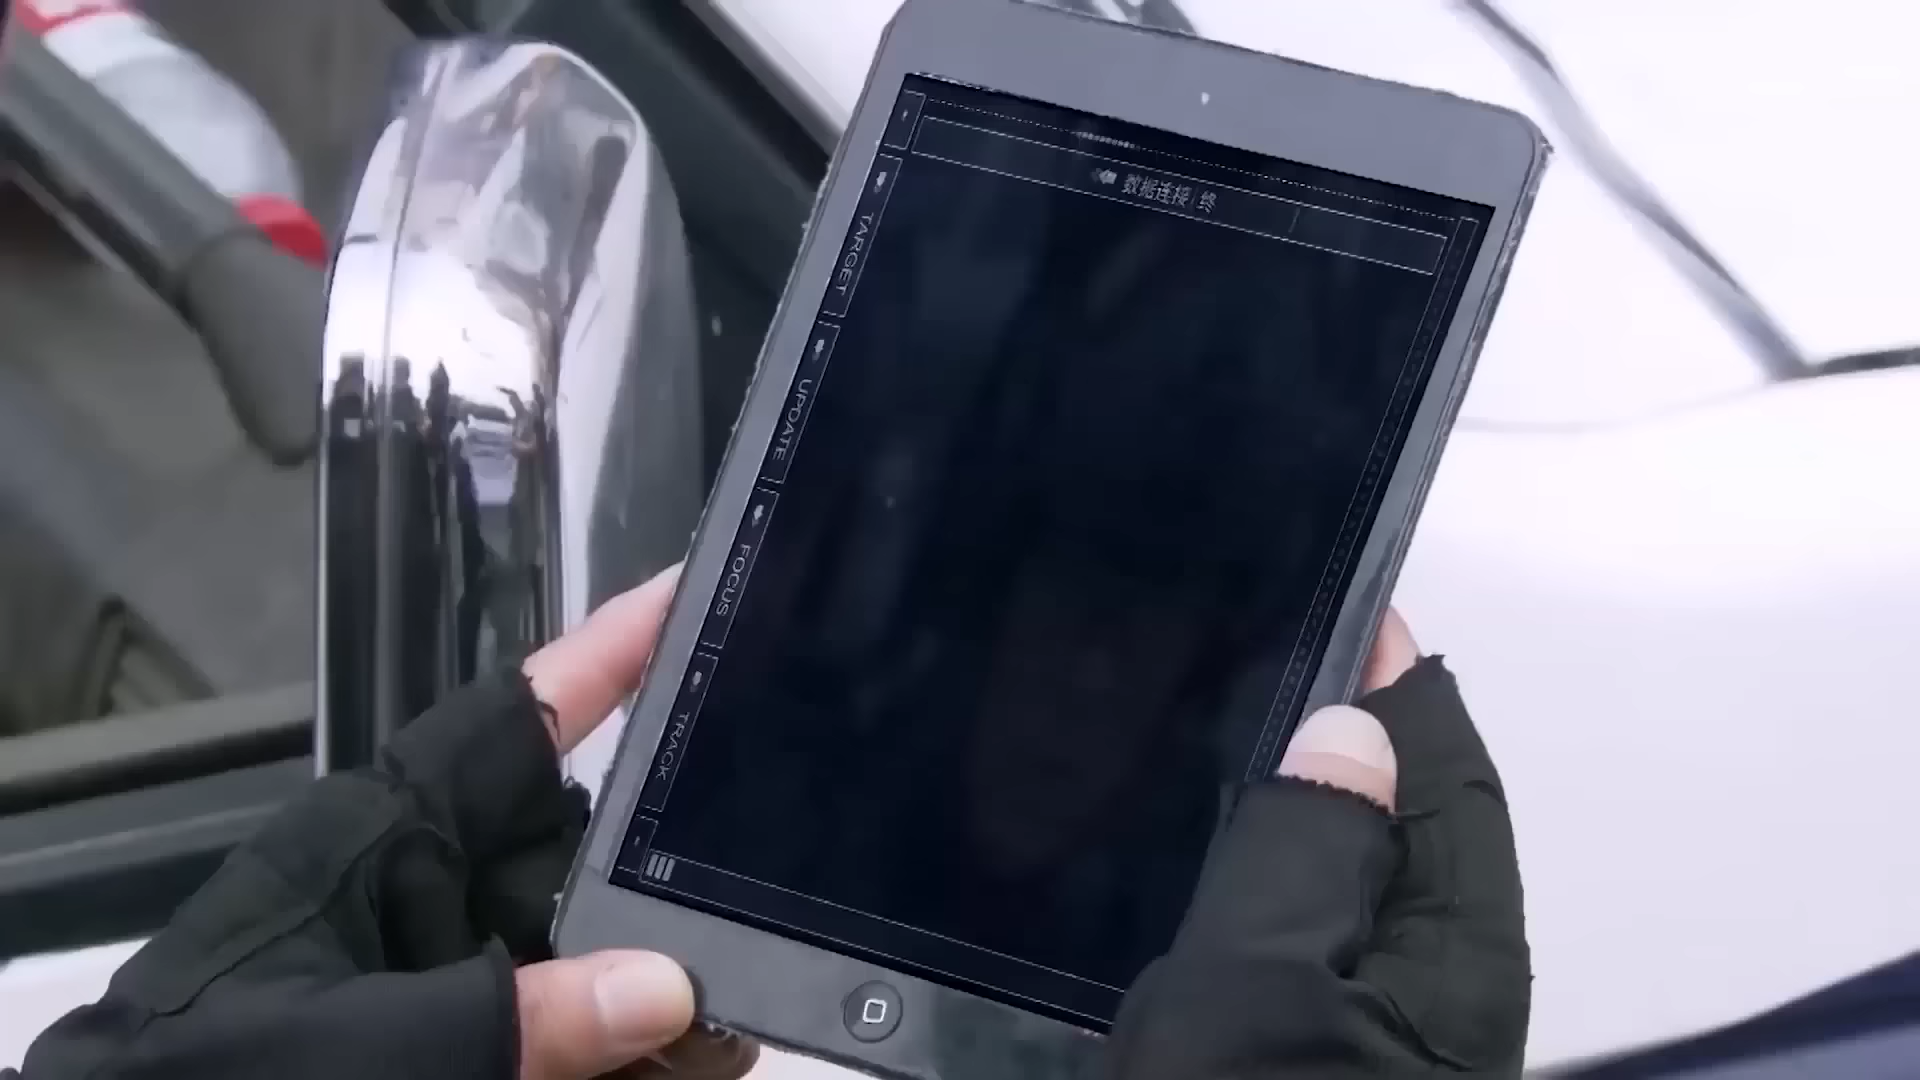 数据连接 终
TARGET
UPDATE
FOCUS
TRACK